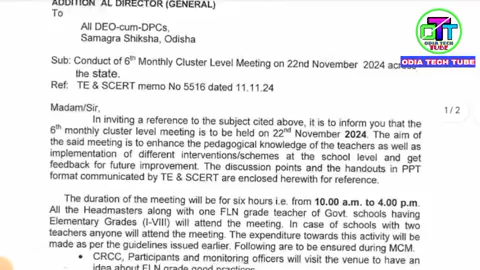 ADDITION AL DIRECTOR (GENERAL)
To
All DEO-cum-DPCs,
Samagra Shiksha, Odisha
OTT
ODIA TECH TUBE
Sub: Conduct of 6th Monthly Cluster Level Meeting on 22nd November 2024 across
the state.
Ref: TE & SCERT memo No 5516 dated 11.11.24
Madam/Sir,
1/2
In inviting a reference to the subject cited above, it is to inform you that the
6th monthly cluster level meeting is to be held on 22nd November 2024. The aim of
the said meeting is to enhance the pedagogical knowledge of the teachers as well as
implementation of different interventions/schemes at the school level and get
feedback for future improvement. The discussion points and the handouts in PPT
format communicated by TE & SCERT are enclosed herewith for reference.
The duration of the meeting will be for six hours i.e. from 10.00 a.m. to 4.00 p.m.
All the Headmasters along with one FLN grade teacher of Govt. schools having
Elementary Grades (I-VIII) will attend the meeting. In case of schools with two
teachers anyone will attend the meeting. The expenditure towards this activity will be
made as per the guidelines issued earlier. Following are to be ensured during MCM.
• CRCC, Participants and monitoring officers will visit the venue to have an
idea about FLN grade good practices.